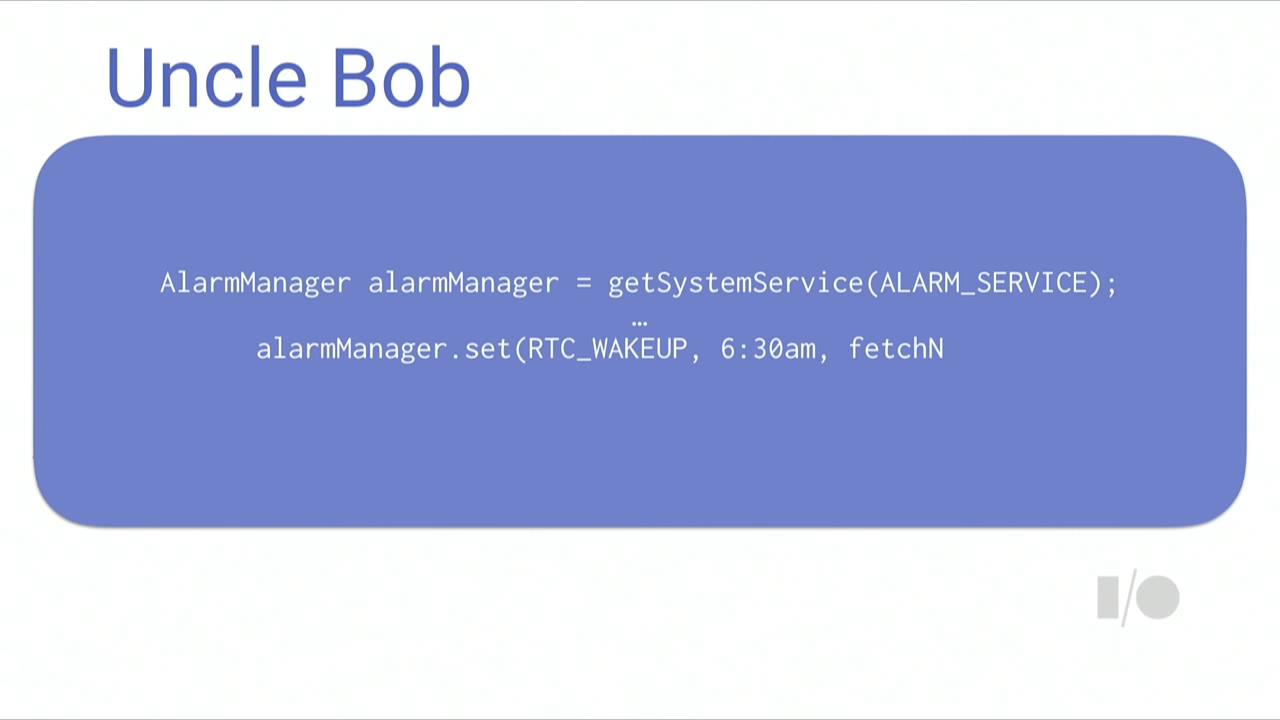 Uncle Bob
AlarmManager alarmManager = getSystemService(ALARM_SERVICE);
…
alarmManager.set(RTC_WAKEUP, 6:30am, fetchN
I/O